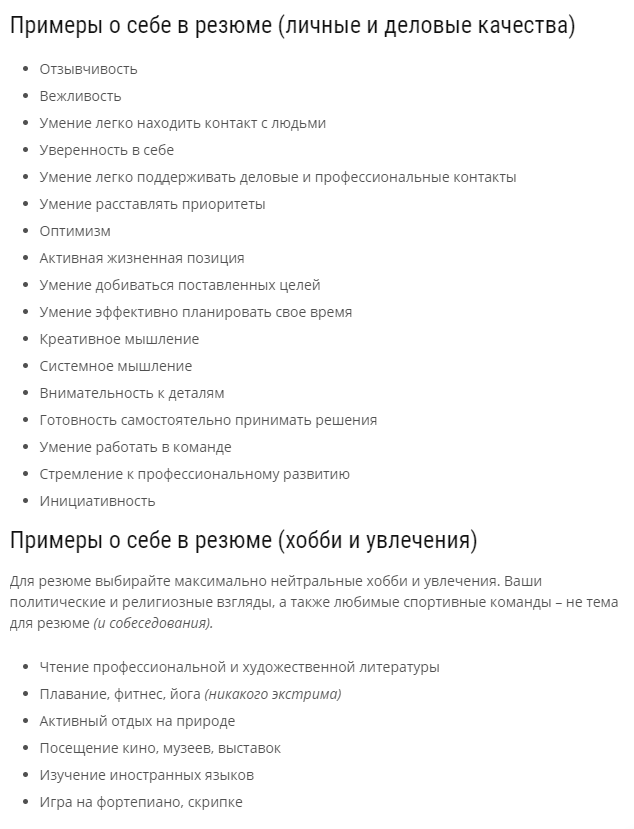 Примеры о себе в резюме (личные и деловые качества)
Отзывчивость
Вежливость
Умение легко находить контакт с людьми
Уверенность в себе
Умение легко поддерживать деловые и профессиональные контакты
Умение расставлять приоритеты
Оптимизм
Активная жизненная позиция
Умение добиваться поставленных целей
Умение эффективно планировать свое время
Креативное мышление
Системное мышление
Внимательность к деталям
Готовность самостоятельно принимать решения
Умение работать в команде
Стремление к профессиональному развитию
Инициативность
Примеры о себе в резюме (хобби и увлечения)
Для резюме выбирайте максимально нейтральные хобби и увлечения. Ваши
политические и религиозные взгляды, а также любимые спортивные команды – не тема
для резюме (и собеседования).
Чтение профессиональной и художественной литературы
Плавание, фитнес, йога (никакого экстрима)
Активный отдых на природе
Посещение кино, музеев, выставок
Изучение иностранных языков
Игра на фортепиано, скрипке